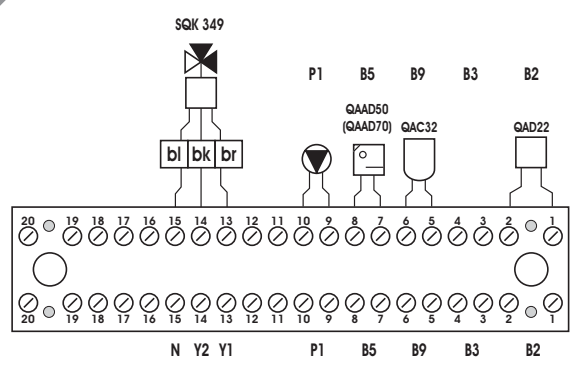 SQK 349
P1 B5 B9 B3 B2
QAAD50
(QAAD70) QAC32 QAD22
bl bk br
20 19 18 17 16 15 14 13 12 11 10 9 8 7 6 5 4 3 2 1
20 19 18 17 16 15 14 13 12 11 10 9 8 7 6 5 4 3 2 1
N Y2 Y1 P1 B5 B9 B3 B2